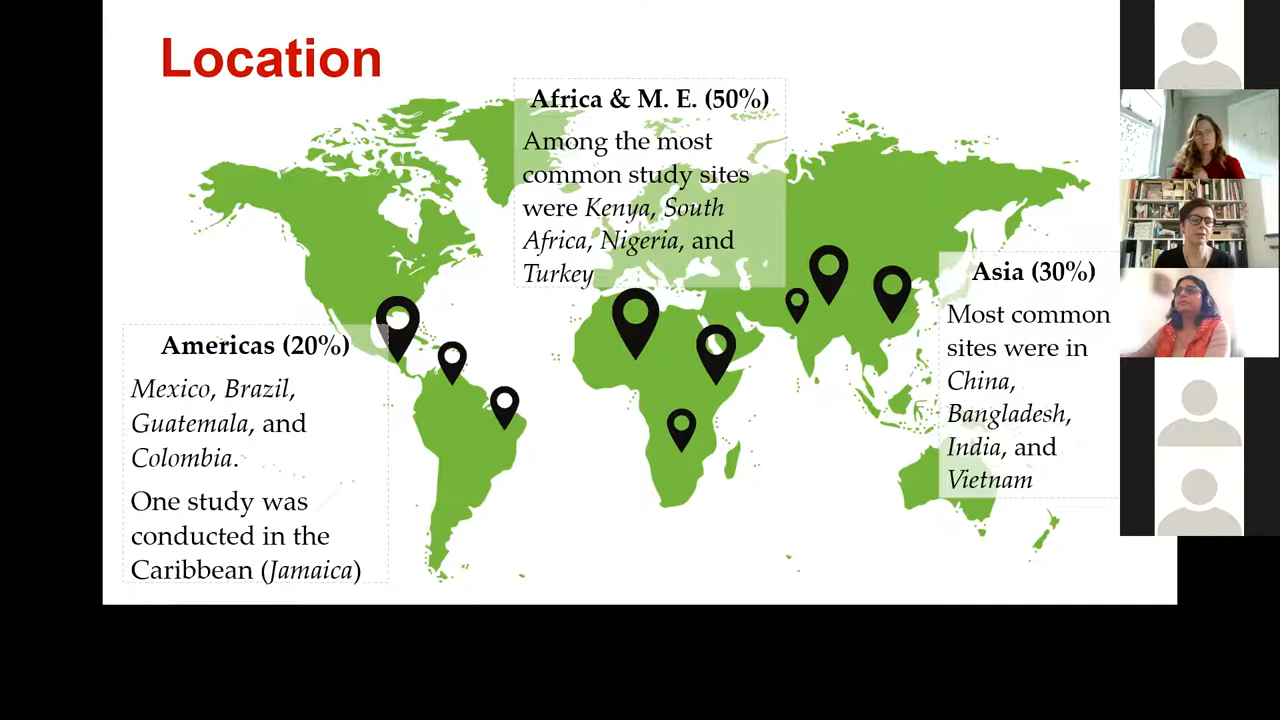 Location
Africa & M. E. (50%)
Among the most
common study sites
were Kenya, South
Africa, Nigeria, and
Turkey
Asia (30%)
Most common
sites were in
China,
Bangladesh,
India, and
Vietnam
Americas (20%)
Mexico, Brazil,
Guatemala, and
Colombia.
One study was
conducted in the
Caribbean (Jamaica)